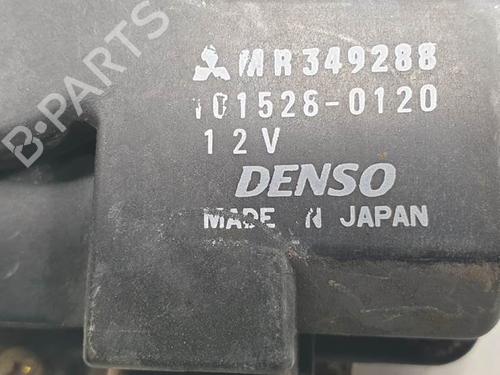 MR349288
101528-0120
12V
DENSO
MADE IN JAPAN
B-PARTS